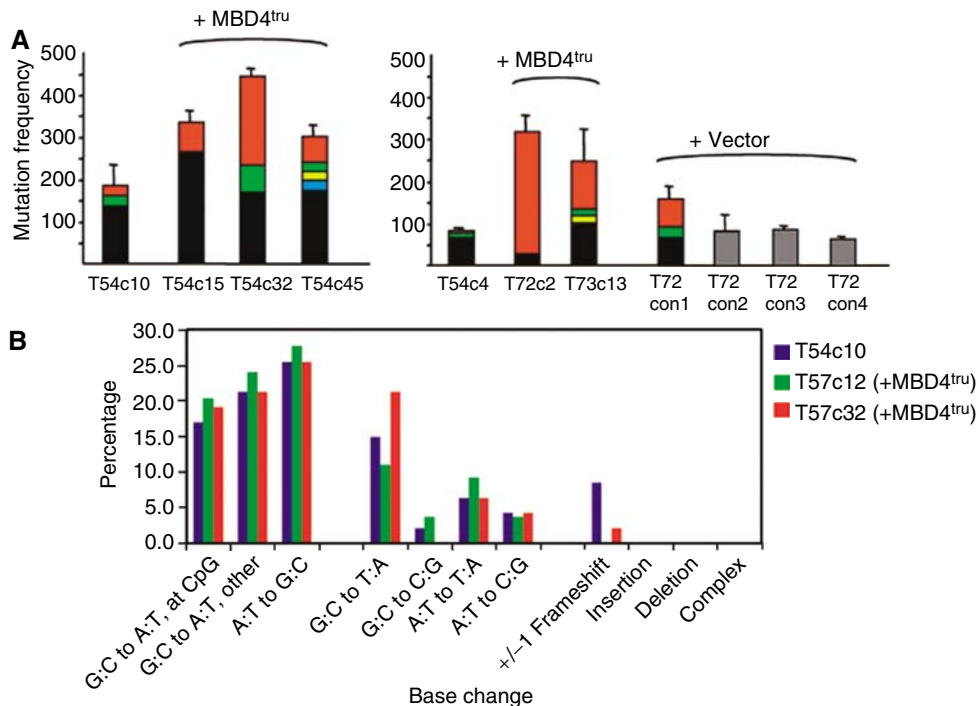 A
+ MBD4tru
Mutation frequency
500
400
300
200
100
T54c10
T54c15
T54c32
T54c45
+ MBD4tru
+ Vector
500
400
300
200
100
T54c4
T72c2
T73c13
T72 con1
T72 con2
T72 con3
T72 con4
B
Percentage
30.0
25.0
20.0
15.0
10.0
5.0
0.0
G:C to A:T, at CpG
G:C to A:T, other
A:T to G:C
G:C to T:A
G:C to C:G
A:T to T:A
A:T to C:G
+/−1 Frameshift
Insertion
Deletion
Complex
Base change
T54c10
T57c12 (+MBD4tru)
T57c32 (+MBD4tru)